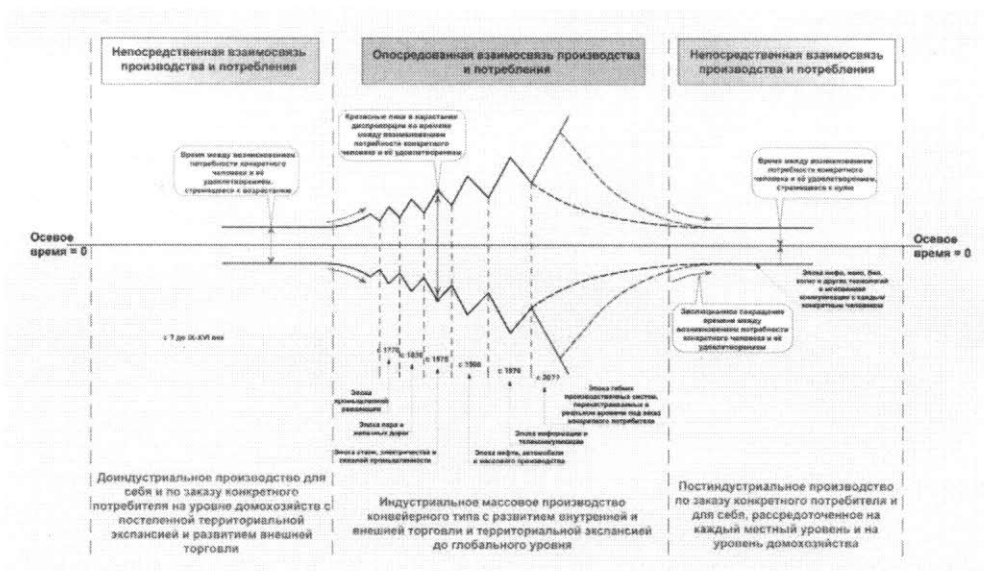 Непосредственная взаимосвязь
производства и потребления
Опосредованная взаимосвязь производства
и потребления
Непосредственная взаимосвязь
производства и потребления
Кризисные пики в нарастании
диспропорции во времени
между возникновением
потребности конкретного
человека и её удовлетворением
Время между возникновением
потребности конкретного
человека и её
удовлетворением,
стремящееся к возрастанию
Время между возникновением
потребности конкретного
человека и её удовлетворением,
стремящееся к нулю
Осевое
время = 0
Осевое
время = 0
Эпоха инфо, нано, био,
когно и других технологий
и мгновенной
коммуникации с каждым
конкретным человеком
Эволюционное сокращение
времени между
возникновением потребности
конкретного человека и её
удовлетворением
с ? до IX-XVI век
с 1770
с 1830
с 1875
с 19
с 1970
с 20??
Эпоха
промышленной
революции
Эпоха пара и
железных дорог
Эпоха стали, электричества и
тяжелой промышленности
Эпоха нефти, автомобиля
и массового производства
Эпоха информации и
телекоммуникации
Эпоха гибких
производственных систем,
перенастраиваемых в
реальном времени под заказ
конкретного потребителя
Доиндустриальное производство для
себя и по заказу конкретного
потребителя на уровне домохозяйств с
постепенной территориальной
экспансией и развитием внешней
торговли
Индустриальное массовое производство
конвейерного типа с развитием внутренней и
внешней торговли и территориальной экспансией
до глобального уровня
Постиндустриальное производство
по заказу конкретного потребителя и
для себя, рассредоточенное на
каждый местный уровень и на
уровень домохозяйства